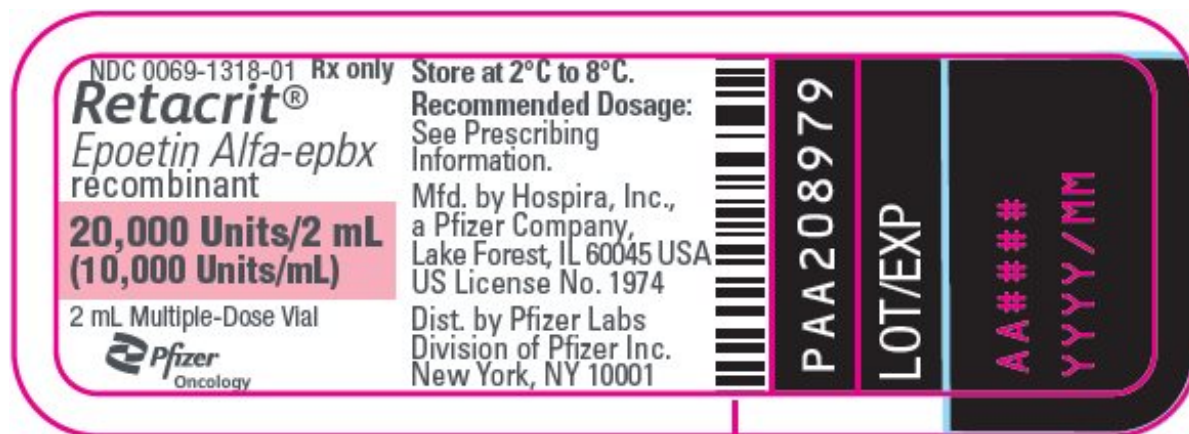 NDC 0069-1318-01 Rx only
Retacrit®
Epoetin Alfa-epbx
recombinant
20,000 Units/2 mL
(10,000 Units/mL)
2 mL Multiple-Dose Vial
Pfizer
Oncology
Store at 2°C to 8°C.
Recommended Dosage:
See Prescribing
Information.
Mfd. by Hospira, Inc.,
a Pfizer Company,
Lake Forest, IL 60045 USA
US License No. 1974
Dist. by Pfizer Labs
Division of Pfizer Inc.
New York, NY 10001
PAA208979
LOT/EXP
AA####
YYYY/MM